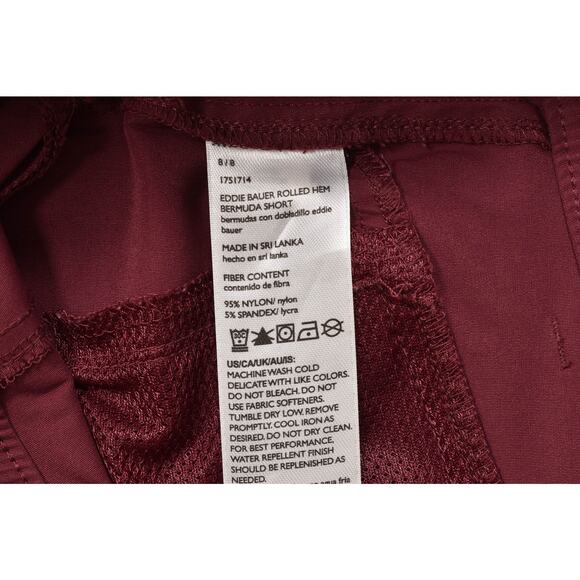 8/8
1751714
EDDIE BAUER ROLLED HEM
BERMUDA SHORT
bermudas con dobladillo eddie
bauer
MADE IN SRI LANKA
hecho en sri lanka
FIBER CONTENT
contenido de fibra
95% NYLON/ nylon
5% SPANDEX/ lycra
US/CA/UK/AU/IS:
MACHINE WASH COLD
DELICATE WITH LIKE COLORS.
DO NOT BLEACH. DO NOT
USE FABRIC SOFTENERS.
TUMBLE DRY LOW. REMOVE
PROMPTLY. COOL IRON AS
DESIRED. DO NOT DRY CLEAN.
FOR BEST PERFORMANCE,
WATER REPELLENT FINISH
SHOULD BE REPLENISHED AS
NEEDED.
agua fria